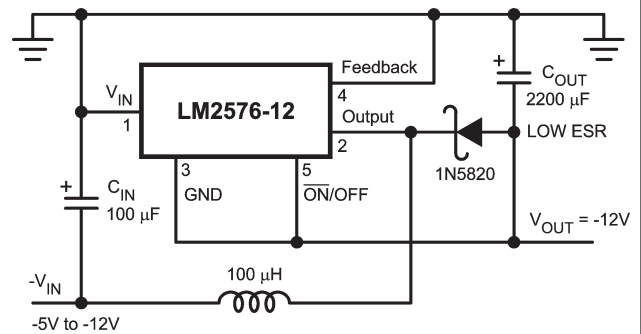 Feedback
+
C_OUT
V_IN
4
2200 μF
LM2576-12
Output
1
2
LOW ESR
1N5820
3
5
+
C_IN
GND
O̅N̅/OFF
100 μF
V_OUT = -12V
100 μH
-V_IN
-5V to -12V